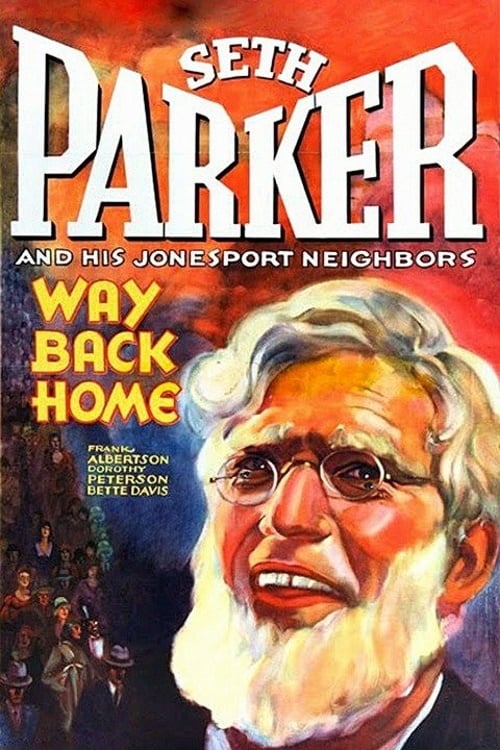 SETH
PARKER
AND HIS JONESPORT NEIGHBORS
WAY
BACK
HOME
FRANK
ALBERTSON
DOROTHY
PETERSON
BETTE DAVIS